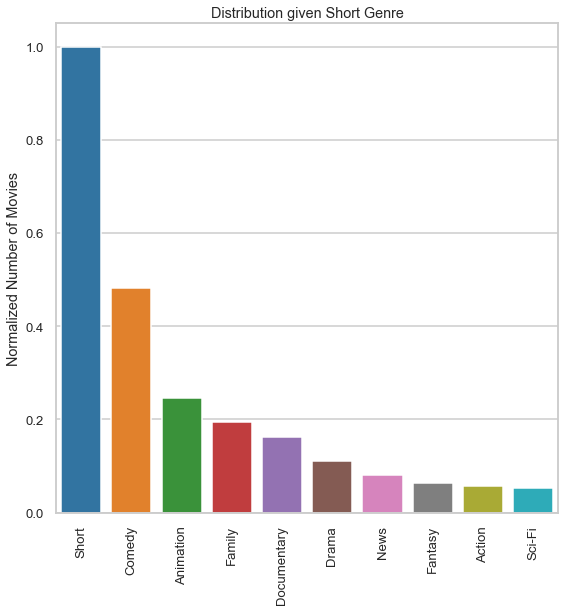 Distribution given Short Genre
Normalized Number of Movies
1.0
0.8
0.6
0.4
0.2
0.0
Short
Comedy
Animation
Family
Documentary
Drama
News
Fantasy
Action
Sci-Fi